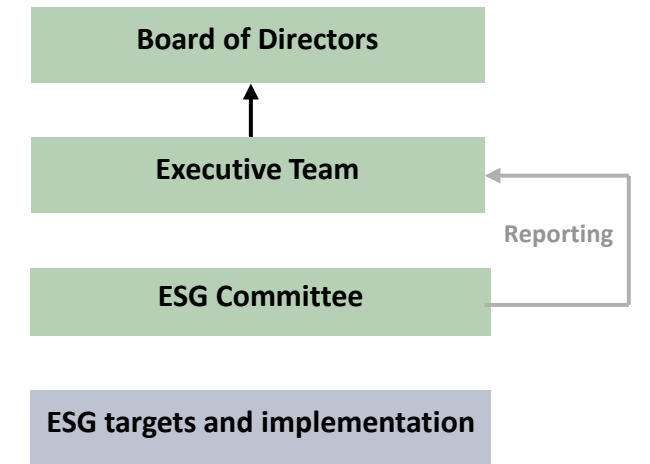 Board of Directors
Executive Team
Reporting
ESG Committee
ESG targets and implementation